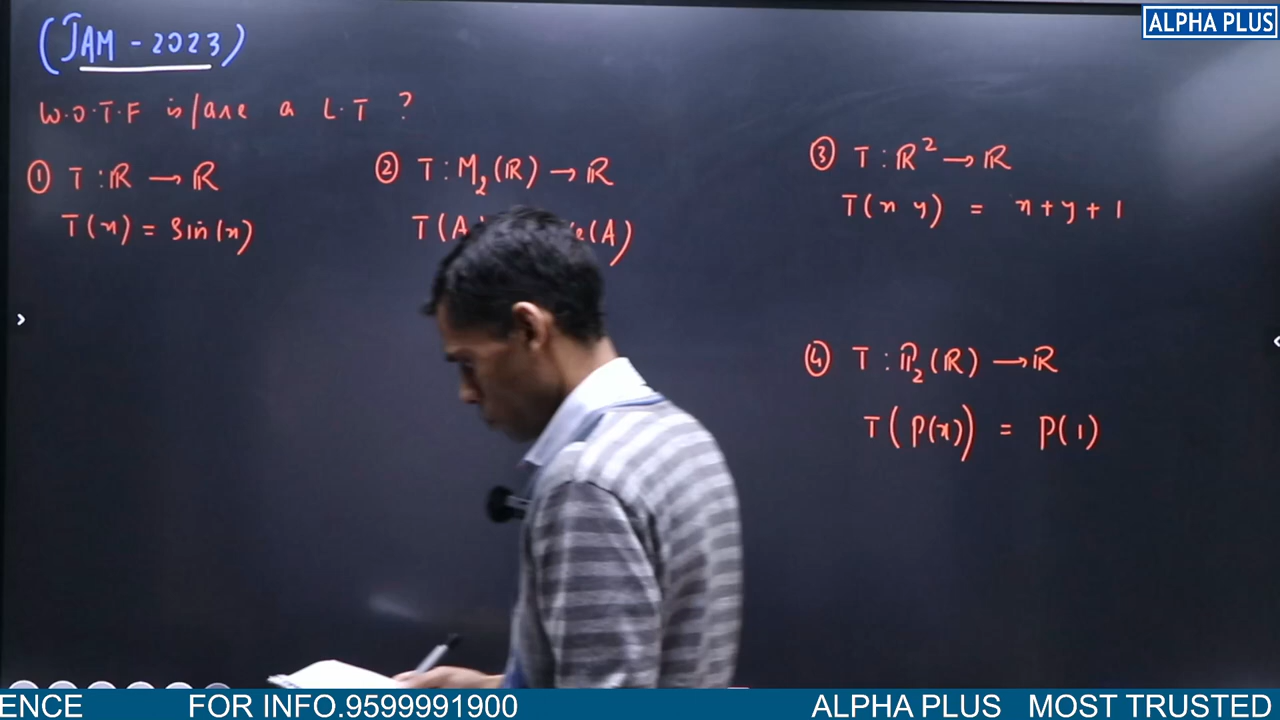 ALPHA PLUS
(JAM - 2023)
W.O.T.F is/are a L.T ?
① T : ℝ → ℝ
T(x) = Sin(x)
② T : M₂(ℝ) → ℝ
T(A
(A)
③ T : ℝ² → ℝ
T(x y) = x + y + 1
④ T : P₂(ℝ) → ℝ
T(P(x)) = P(1)
ENCE FOR INFO.9599991900 ALPHA PLUS MOST TRUSTED